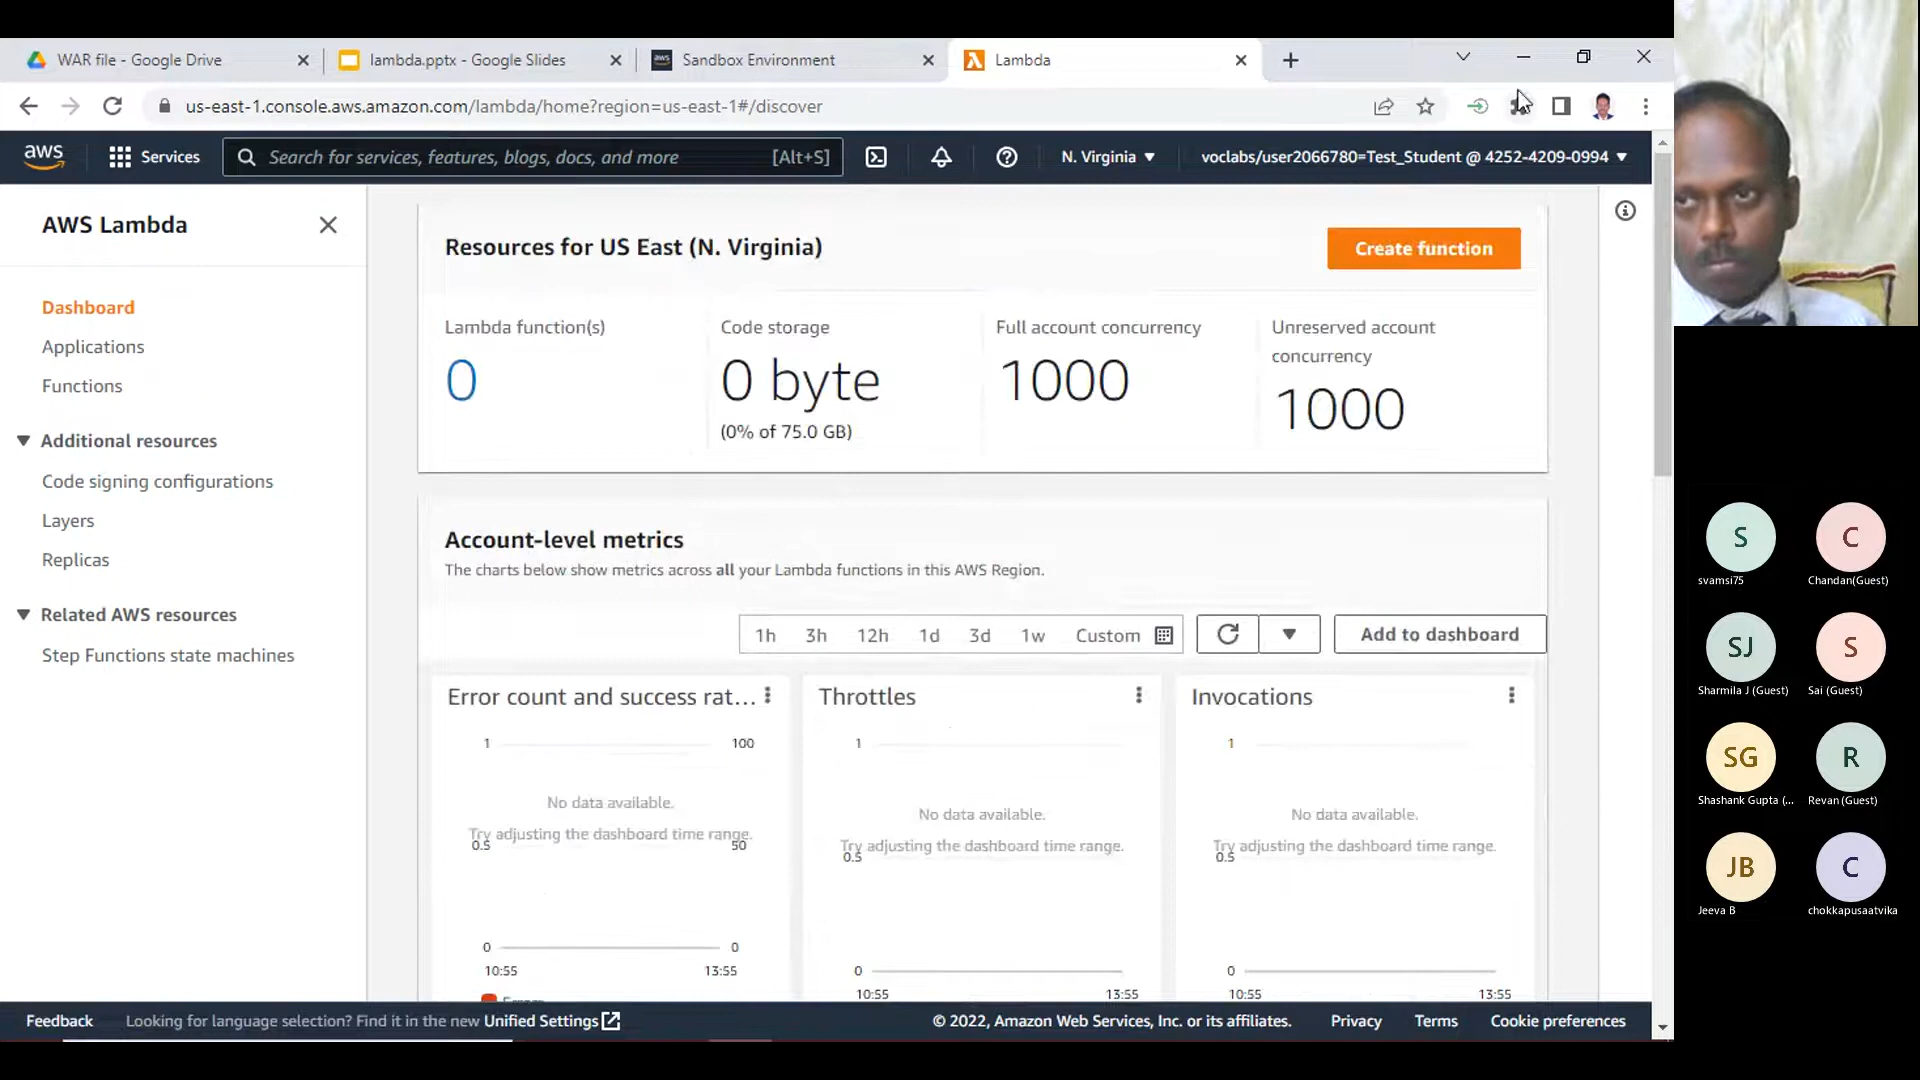 WAR file - Google Drive
lambda.pptx - Google Slides
aws
Sandbox Environment
Lambda
us-east-1.console.aws.amazon.com/lambda/home?region=us-east-1#/discover
aws
Services
Search for services, features, blogs, docs, and more
[Alt+S]
N. Virginia
voclabs/user2066780=Test_Student @ 4252-4209-0994
AWS Lambda
Dashboard
Applications
Functions
Additional resources
Code signing configurations
Layers
Replicas
Related AWS resources
Step Functions state machines
Resources for US East (N. Virginia)
Create function
Lambda function(s)
0
Code storage
0 byte
(0% of 75.0 GB)
Full account concurrency
1000
Unreserved account
concurrency
1000
Account-level metrics
The charts below show metrics across all your Lambda functions in this AWS Region.
1h 3h 12h 1d 3d 1w Custom
Add to dashboard
Error count and success rat...
1
100
No data available.
Try adjusting the dashboard time range.
0.5
50
0
0
10:55
13:55
Errors
Throttles
1
No data available.
Try adjusting the dashboard time range.
0.5
0
10:55
13:55
Invocations
1
No data available.
Try adjusting the dashboard time range.
0.5
0
10:55
13:55
Feedback
Looking for language selection? Find it in the new Unified Settings
© 2022, Amazon Web Services, Inc. or its affiliates.
Privacy
Terms
Cookie preferences
S
svamsi75
C
Chandan(Guest)
SJ
Sharmila J (Guest)
S
Sai (Guest)
SG
Shashank Gupta (...
R
Revan (Guest)
JB
Jeeva B
C
chokkapusaatvika